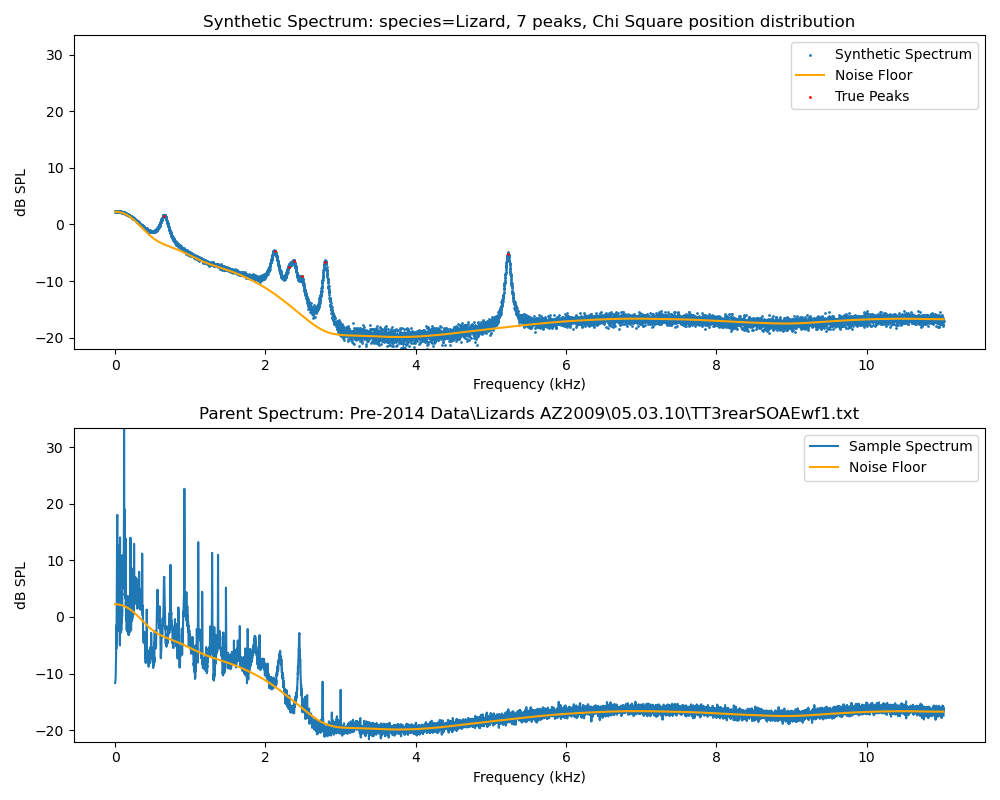 Synthetic Spectrum: species=Lizard, 7 peaks, Chi Square position distribution
30
20
10
0
−10
−20
dB SPL
Synthetic Spectrum
Noise Floor
True Peaks
0 2 4 6 8 10
Frequency (kHz)
Parent Spectrum: Pre-2014 Data\Lizards AZ2009\05.03.10\TT3rearSOAEwf1.txt
30
20
10
0
−10
−20
dB SPL
Sample Spectrum
Noise Floor
0 2 4 6 8 10
Frequency (kHz)